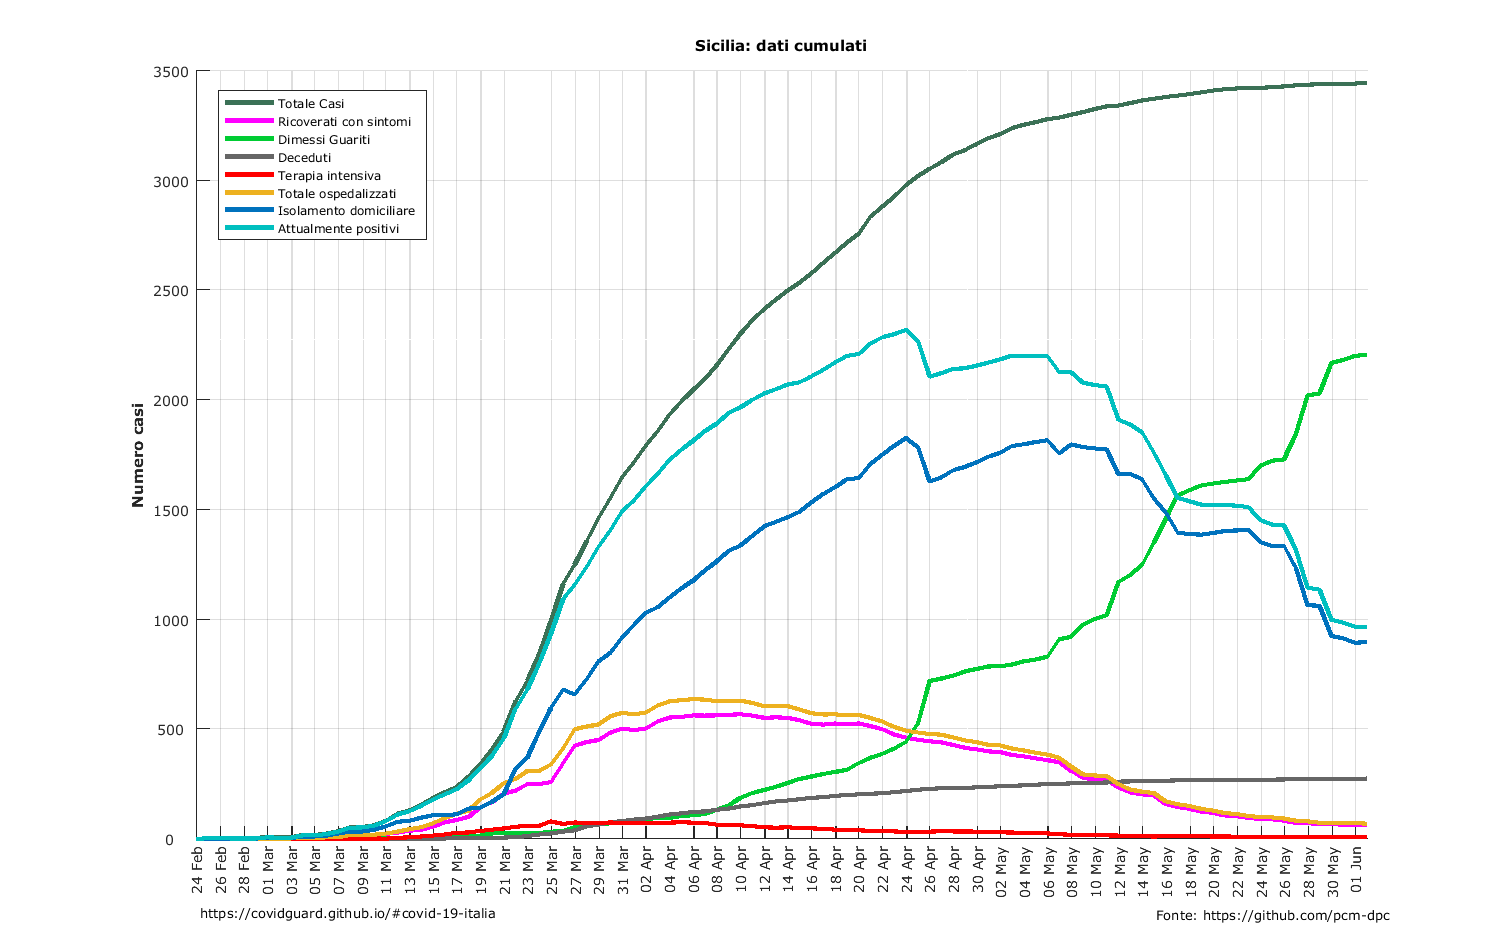 Sicilia: dati cumulati
3500
3000
2500
2000
1500
1000
500
0
Numero casi
Totale Casi
Ricoverati con sintomi
Dimessi Guariti
Deceduti
Terapia intensiva
Totale ospedalizzati
Isolamento domiciliare
Attualmente positivi
24 Feb
26 Feb
28 Feb
01 Mar
03 Mar
05 Mar
07 Mar
09 Mar
11 Mar
13 Mar
15 Mar
17 Mar
19 Mar
21 Mar
23 Mar
25 Mar
27 Mar
29 Mar
31 Mar
02 Apr
04 Apr
06 Apr
08 Apr
10 Apr
12 Apr
14 Apr
16 Apr
18 Apr
20 Apr
22 Apr
24 Apr
26 Apr
28 Apr
30 Apr
02 May
04 May
06 May
08 May
10 May
12 May
14 May
16 May
18 May
20 May
22 May
24 May
26 May
28 May
30 May
01 Jun
https://covidguard.github.io/#covid-19-italia
Fonte: https://github.com/pcm-dpc